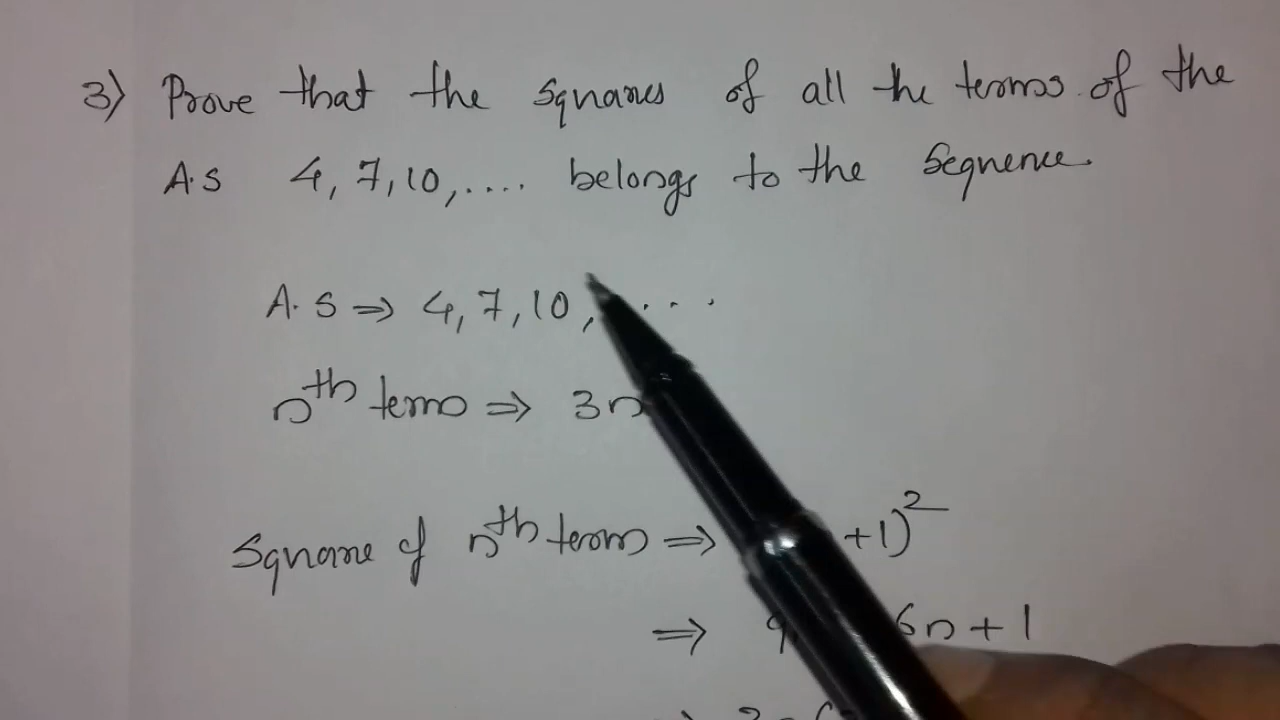 3) Prove that the squares of all the terms of the
A.S 4, 7, 10, .... belongs to the sequence.
A.S ⇒ 4, 7, 10, ...
nth term ⇒ 3n
Square of nth term ⇒ +1)²
⇒ 9 6n + 1